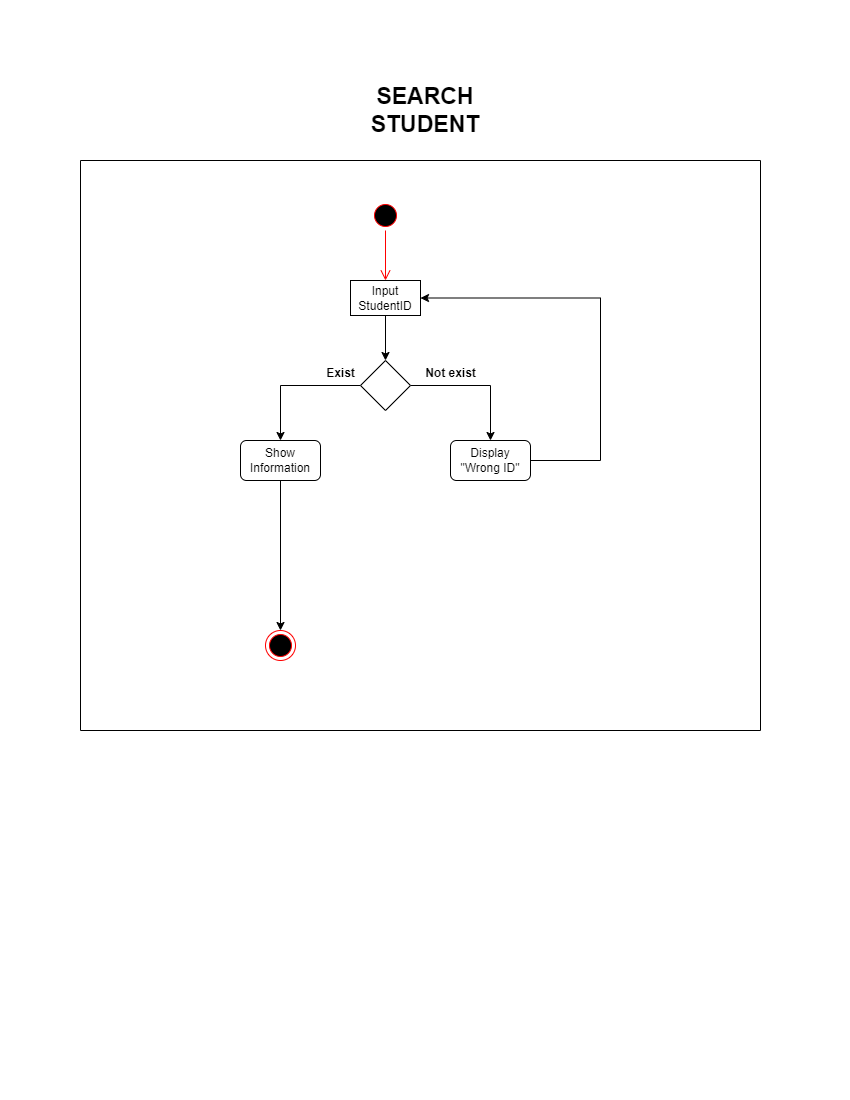 SEARCH
STUDENT
Input
StudentID
Exist
Not exist
Show
Information
Display
"Wrong ID"